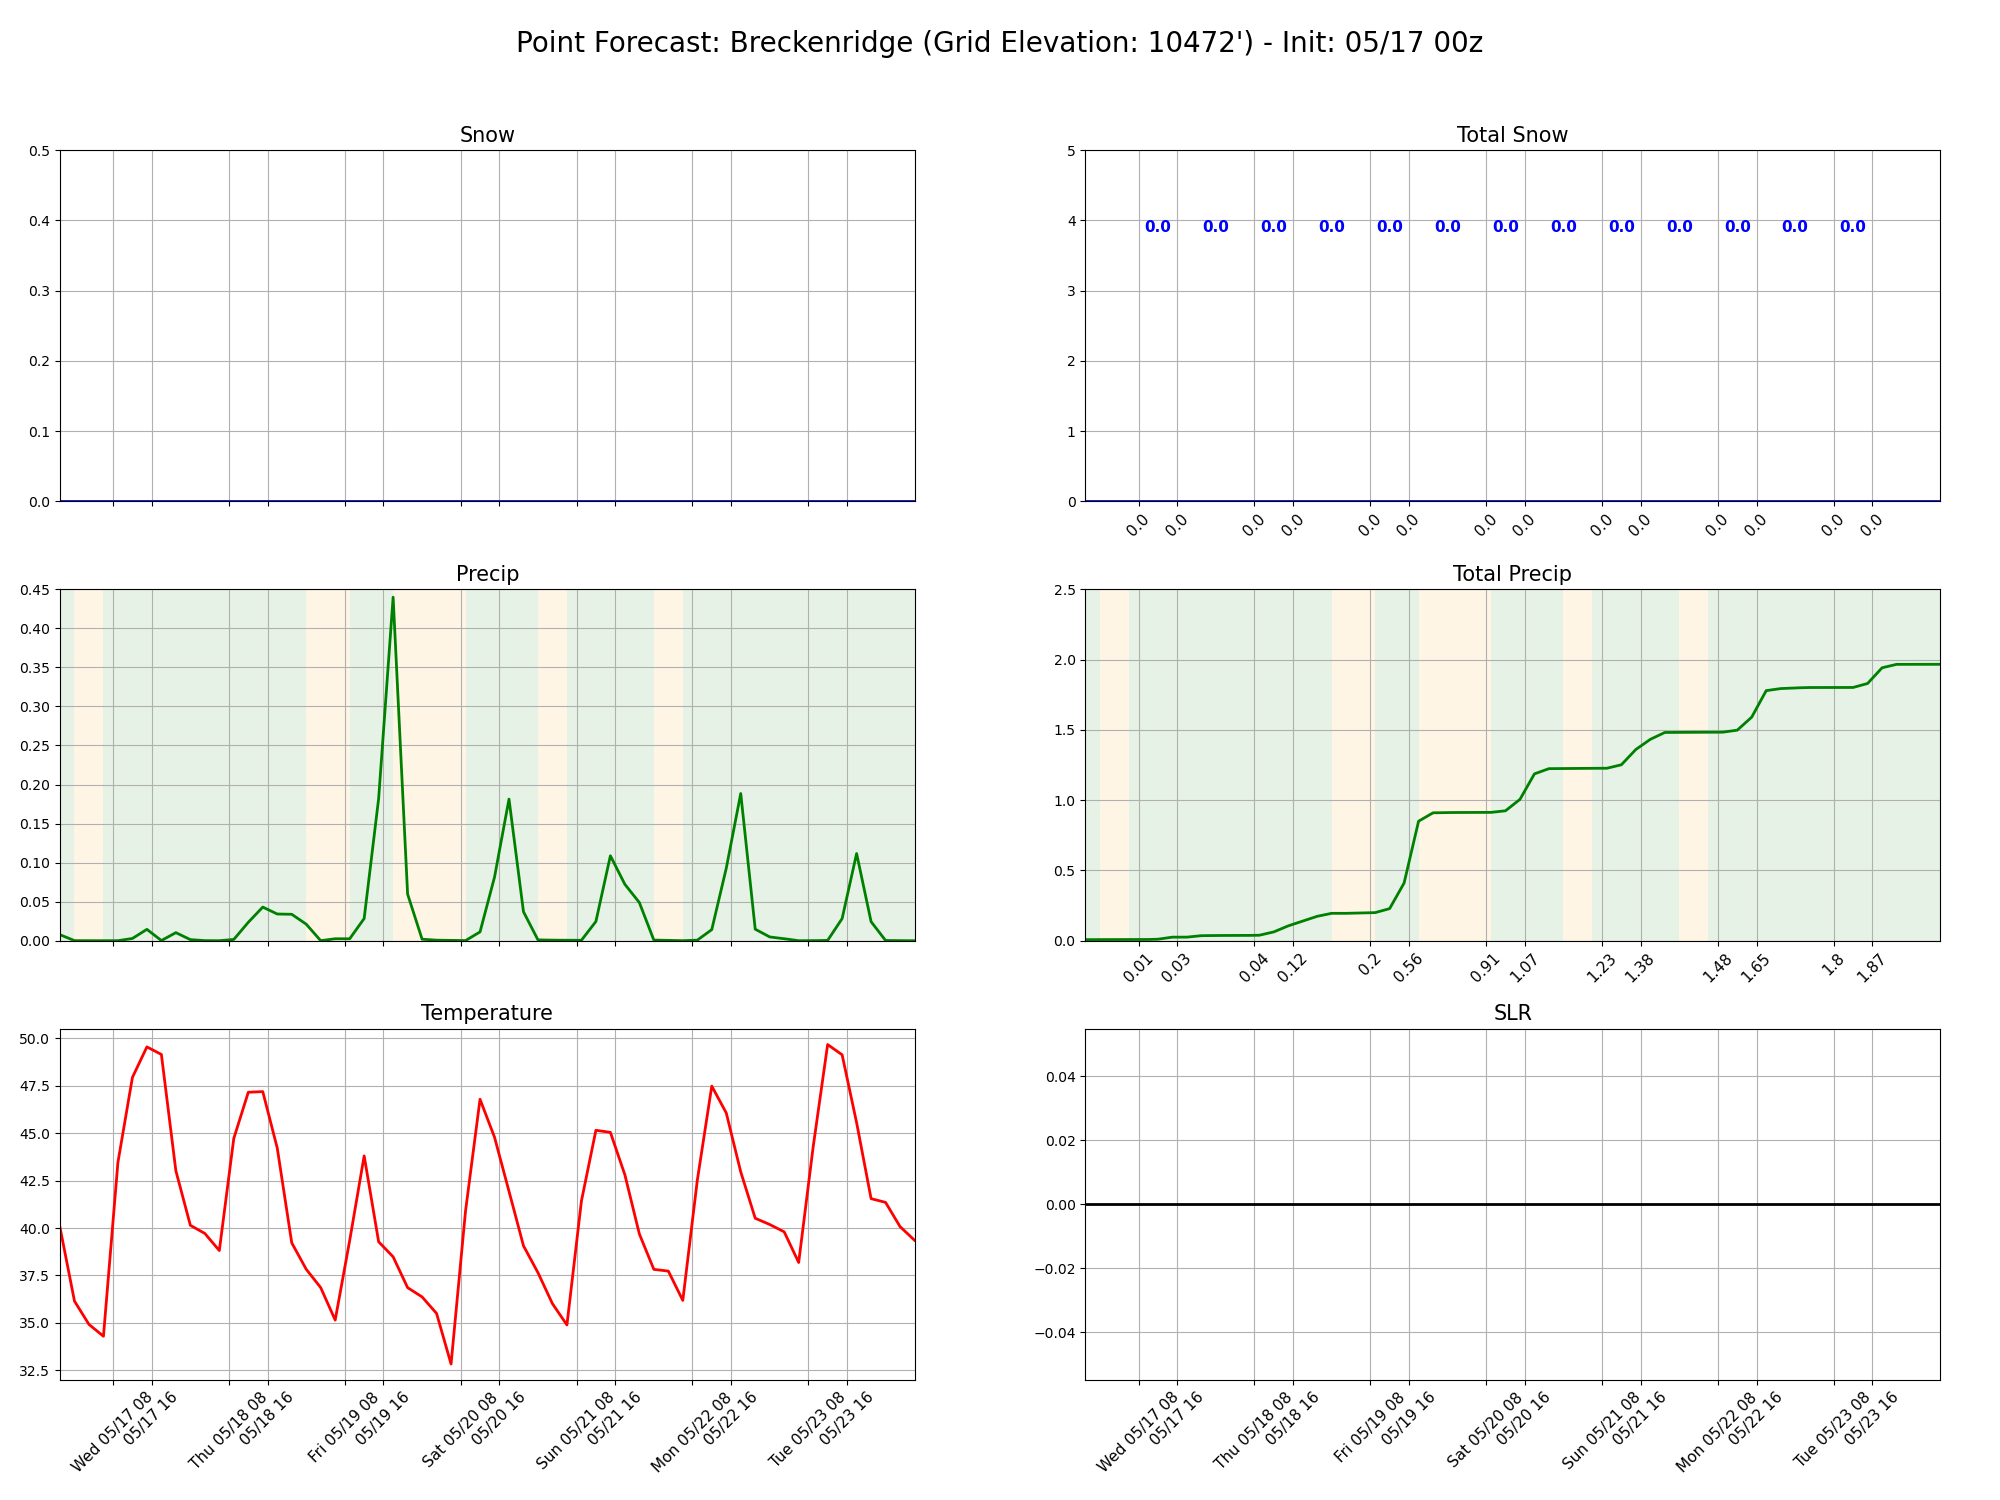 Point Forecast: Breckenridge (Grid Elevation: 10472') - Init: 05/17 00z
Snow
0.5
0.4
0.3
0.2
0.1
0.0
Total Snow
5
4
3
2
1
0
0.0 0.0 0.0 0.0 0.0 0.0 0.0 0.0 0.0 0.0 0.0 0.0 0.0
0.0 0.0 0.0 0.0 0.0 0.0 0.0 0.0 0.0 0.0 0.0 0.0 0.0 0.0
Precip
0.45
0.40
0.35
0.30
0.25
0.20
0.15
0.10
0.05
0.00
Total Precip
2.5
2.0
1.5
1.0
0.5
0.0
0.01 0.03 0.04 0.12 0.2 0.56 0.91 1.07 1.23 1.38 1.48 1.65 1.8 1.87
Temperature
50.0
47.5
45.0
42.5
40.0
37.5
35.0
32.5
Wed 05/17 08
05/17 16
Thu 05/18 08
05/18 16
Fri 05/19 08
05/19 16
Sat 05/20 08
05/20 16
Sun 05/21 08
05/21 16
Mon 05/22 08
05/22 16
Tue 05/23 08
05/23 16
SLR
0.04
0.02
0.00
−0.02
−0.04
Wed 05/17 08
05/17 16
Thu 05/18 08
05/18 16
Fri 05/19 08
05/19 16
Sat 05/20 08
05/20 16
Sun 05/21 08
05/21 16
Mon 05/22 08
05/22 16
Tue 05/23 08
05/23 16